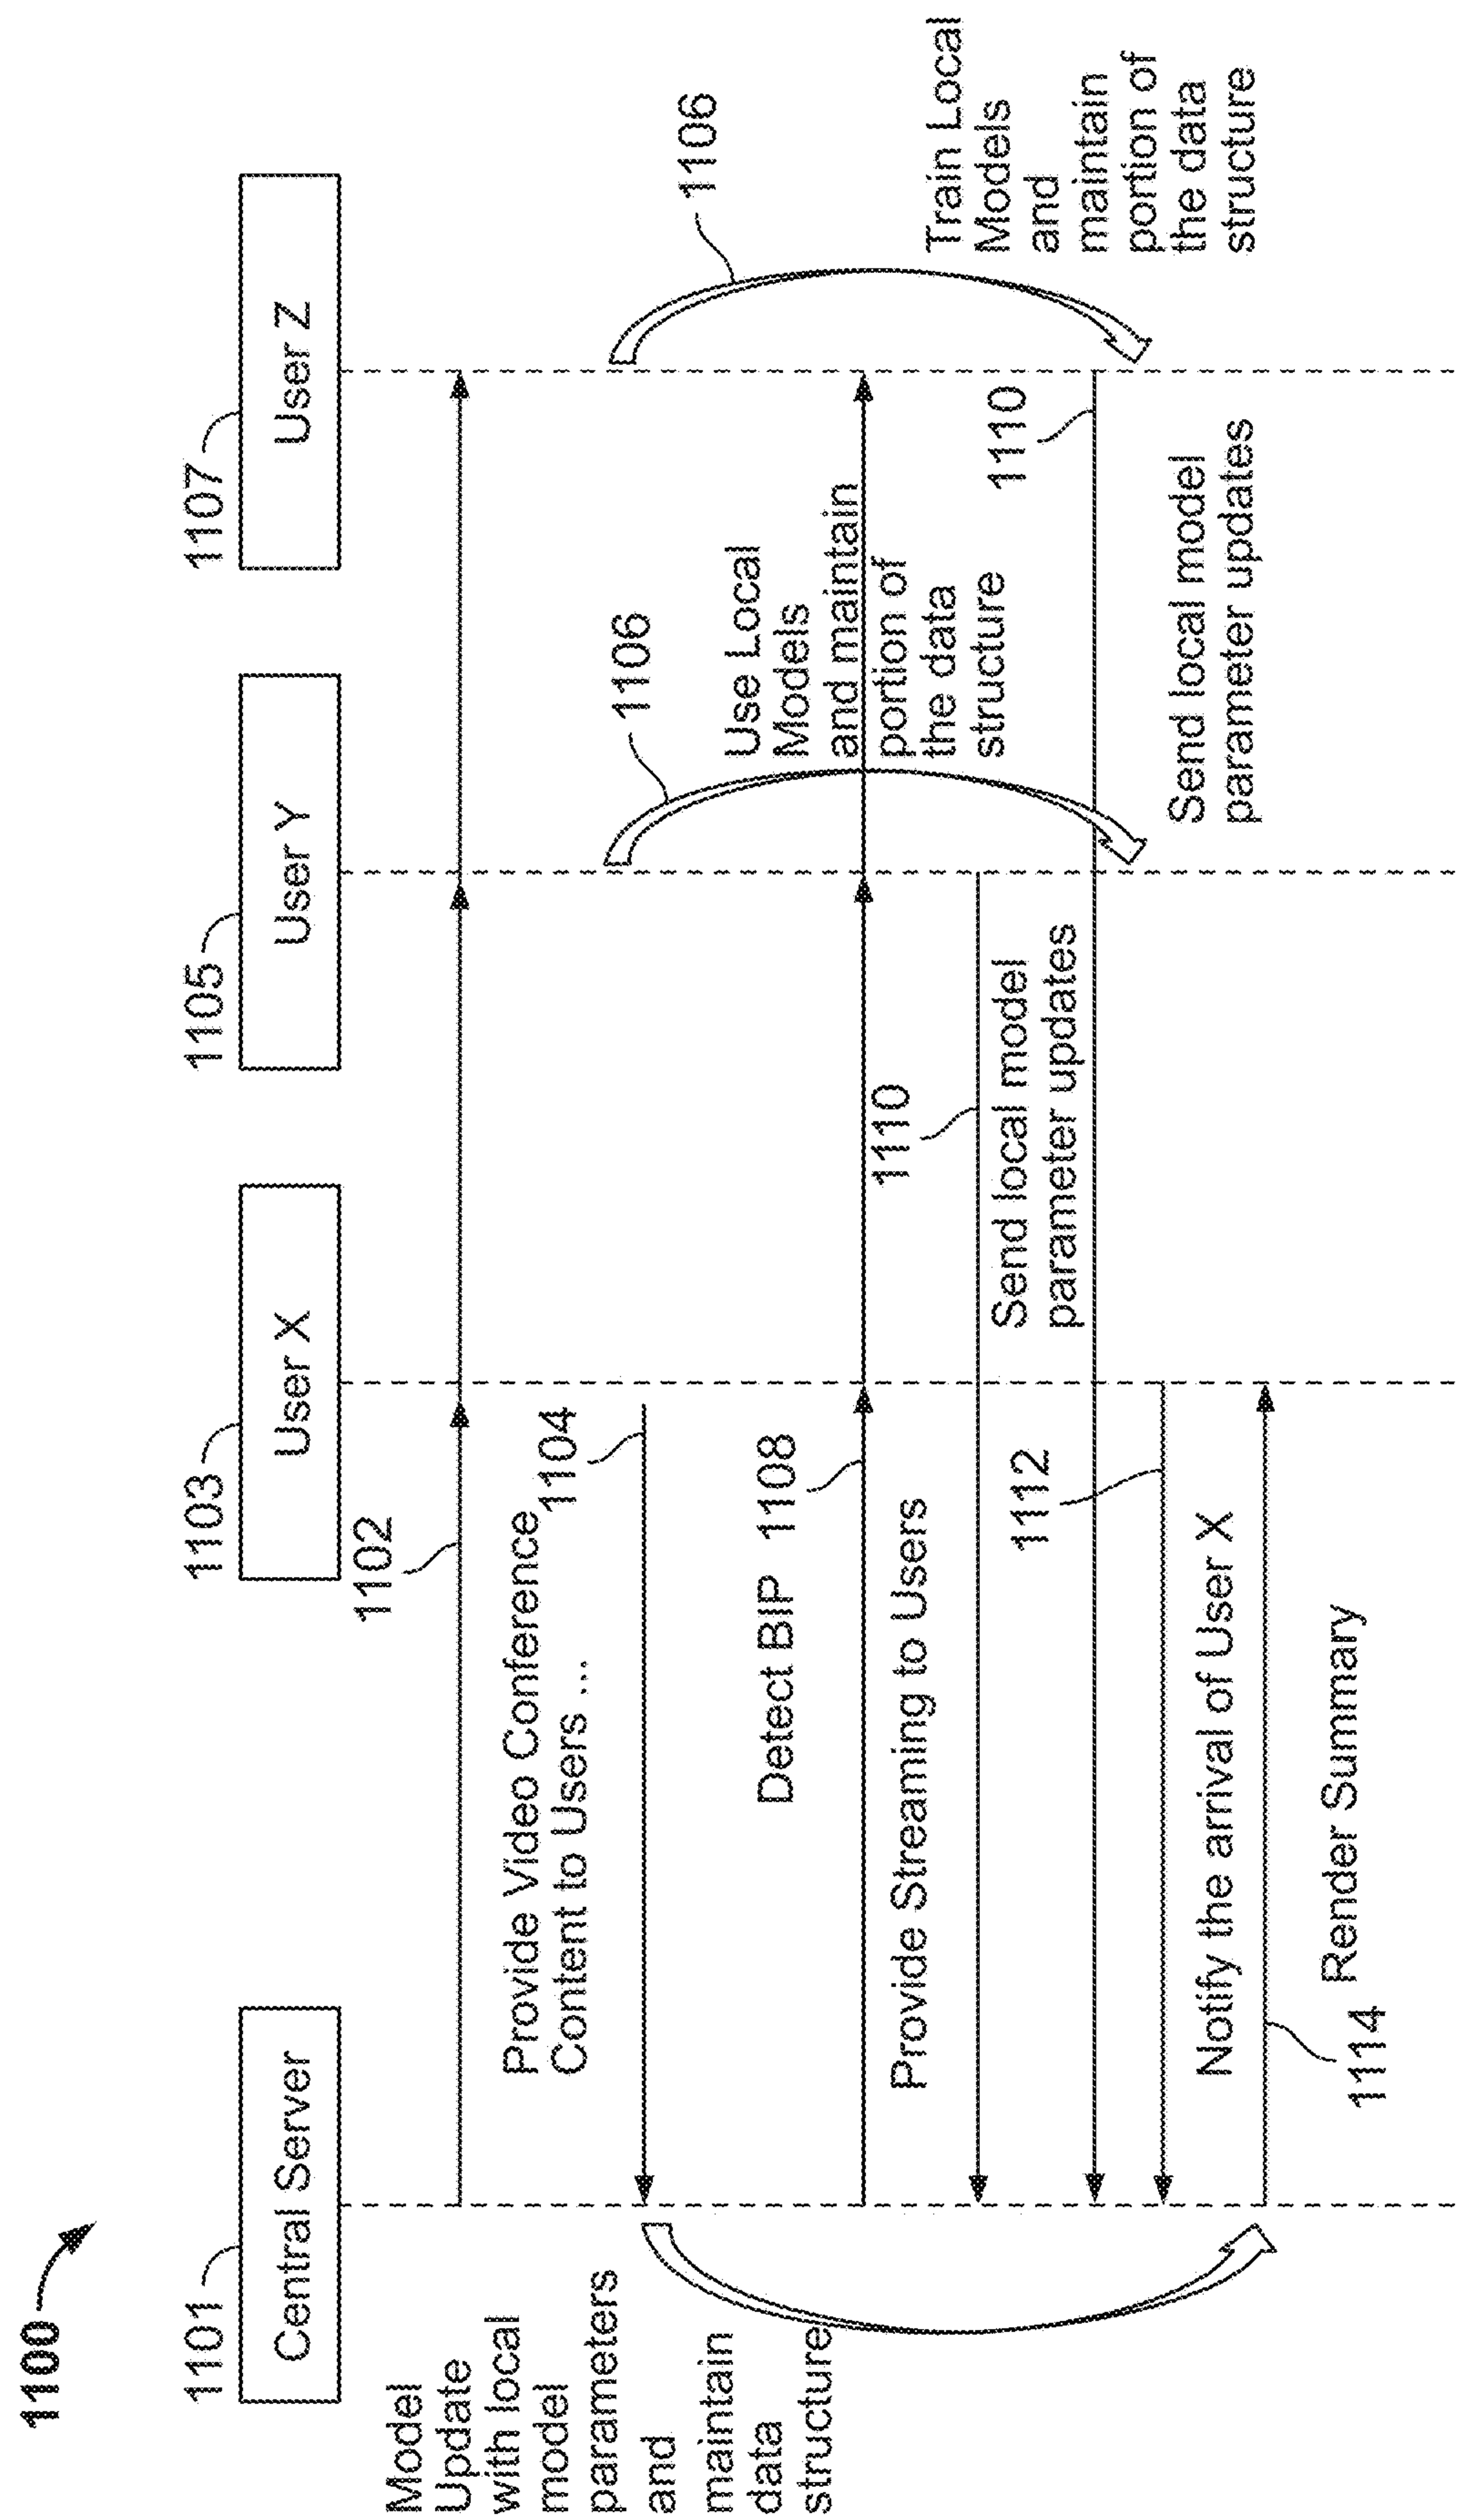 1100
1101
Central Server
1103
User X
1105
User Y
1107
User Z
1102
Provide Video Conference
Content to Users ...
1104
Model
Update
with local
model
parameters
and
maintain
data
structure
1106
Use Local
Models
and maintain
portion of
the data
structure
1106
Train Local
Models
and
maintain
portion of
the data
structure
Detect BIP 1108
Provide Streaming to Users
1110
Send local model
parameter updates
1110
Send local model
parameter updates
1112
Notify the arrival of User X
1114
Render Summary